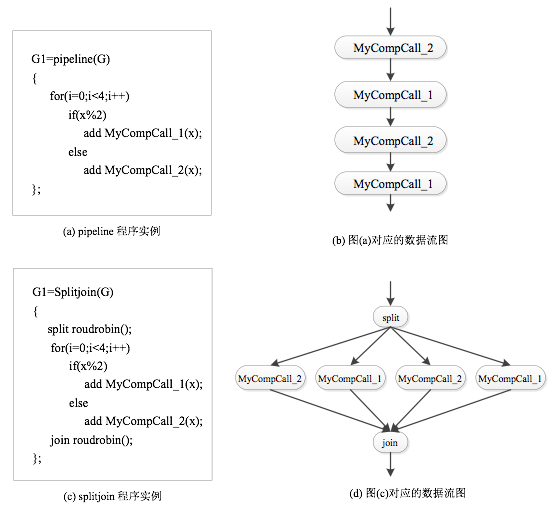 G1=pipeline(G)
{
for(i=0;i<4;i++)
if(x%2)
add MyCompCall_1(x);
else
add MyCompCall_2(x);
};
(a) pipeline 程序实例
MyCompCall_2
MyCompCall_1
MyCompCall_2
MyCompCall_1
(b) 图(a)对应的数据流图
G1=Splitjoin(G)
{
split roudrobin();
for(i=0;i<4;i++)
if(x%2)
add MyCompCall_1(x);
else
add MyCompCall_2(x);
join roudrobin();
};
(c) splitjoin 程序实例
split
MyCompCall_2 MyCompCall_1 MyCompCall_2 MyCompCall_1
join
(d) 图(c)对应的数据流图